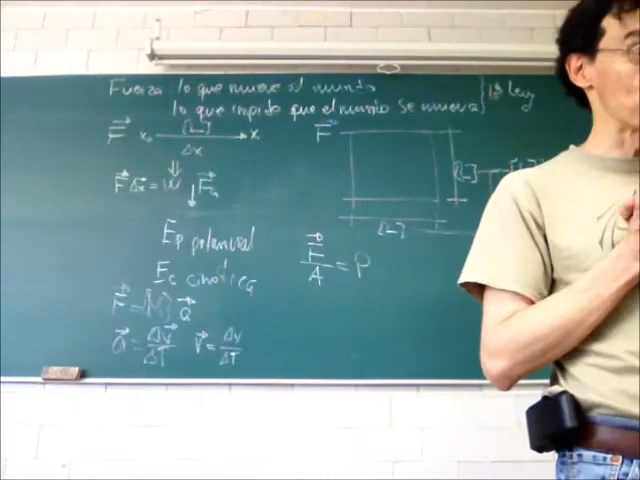 Fuerza: lo que mueve el mundo
lo que impide que el mundo se mueva } 1ª Ley
F⃗ x₀ [L] x
Δx
F⃗ Δx⃗ = W
Ep potencial
Ec cinética
F⃗ = [M] a⃗
a⃗ = Δv⃗/ΔT V⃗ = Δv/ΔT
F⃗
[L]
[L]
F⃗/A = P